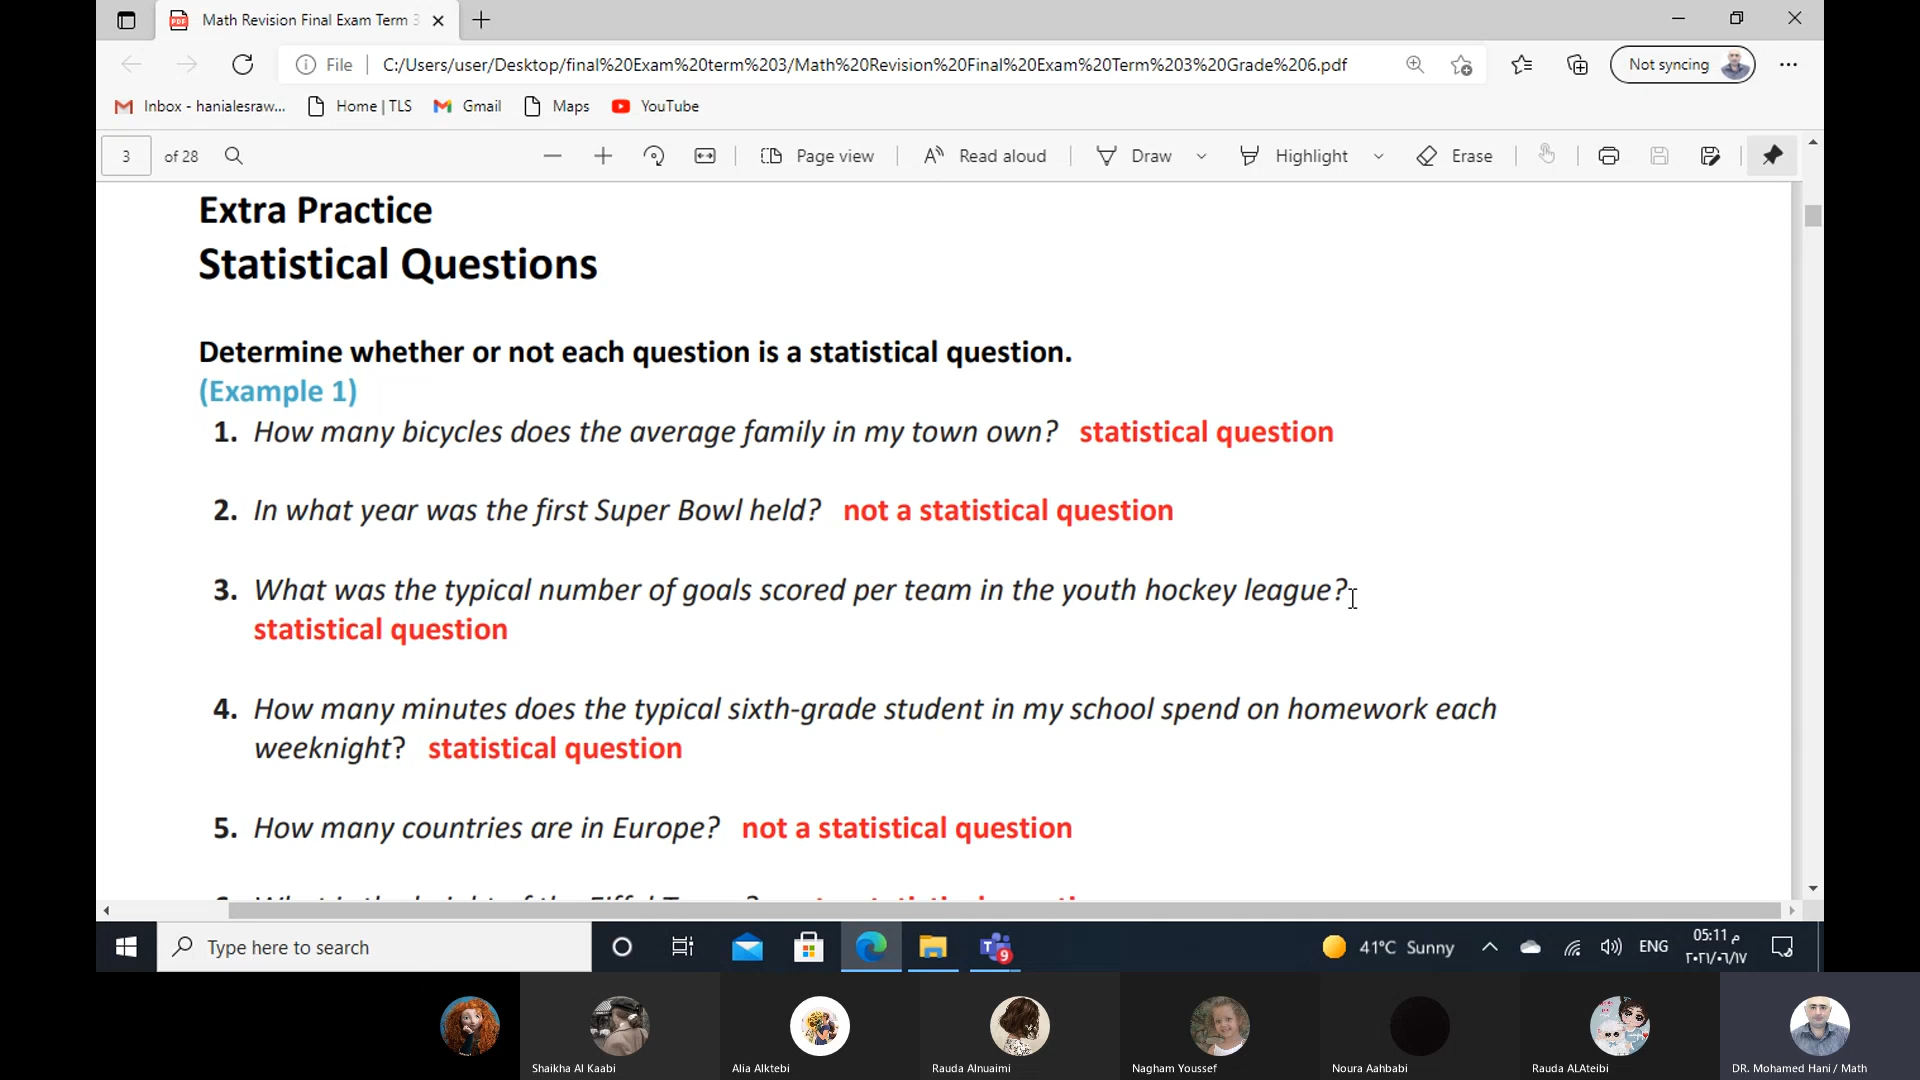 Math Revision Final Exam Term 3
File
C:/Users/user/Desktop/final%20Exam%20term%203/Math%20Revision%20Final%20Exam%20Term%203%20Grade%206.pdf
Not syncing
Inbox - hanialesraw...
Home | TLS
Gmail
Maps
YouTube
3 of 28
Page view
Read aloud
Draw
Highlight
Erase
Extra Practice
Statistical Questions
Determine whether or not each question is a statistical question.
(Example 1)
1. How many bicycles does the average family in my town own? statistical question
2. In what year was the first Super Bowl held? not a statistical question
3. What was the typical number of goals scored per team in the youth hockey league?
statistical question
4. How many minutes does the typical sixth-grade student in my school spend on homework each
weeknight? statistical question
5. How many countries are in Europe? not a statistical question
Type here to search
9
41°C Sunny
ENG
05:11 م
٢٠٢١/٠٦/١٧
Shaikha Al Kaabi
Alia Alktebi
Rauda Alnuaimi
Nagham Youssef
Noura Aahbabi
Rauda ALAteibi
DR. Mohamed Hani / Math